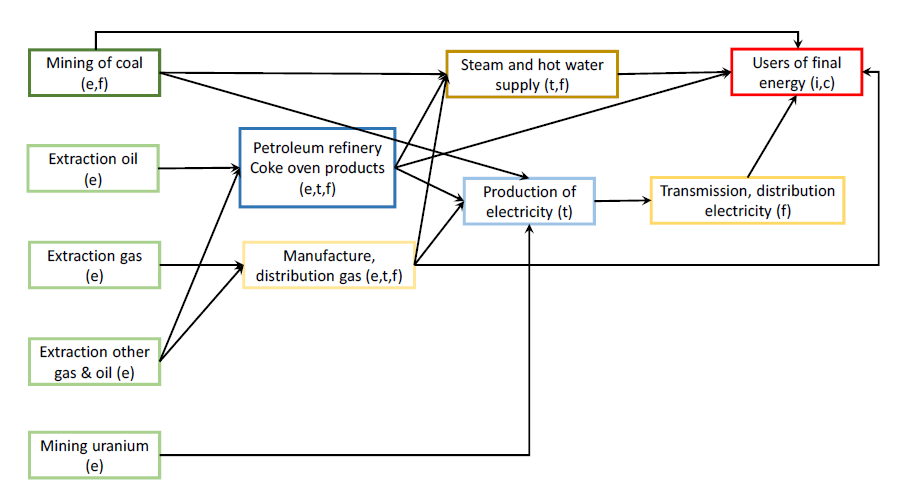 Mining of coal
(e,f)
Steam and hot water
supply (t,f)
Users of final
energy (i,c)
Extraction oil
(e)
Petroleum refinery
Coke oven products
(e,t,f)
Production of
electricity (t)
Transmission, distribution
electricity (f)
Extraction gas
(e)
Manufacture,
distribution gas (e,t,f)
Extraction other
gas & oil (e)
Mining uranium
(e)